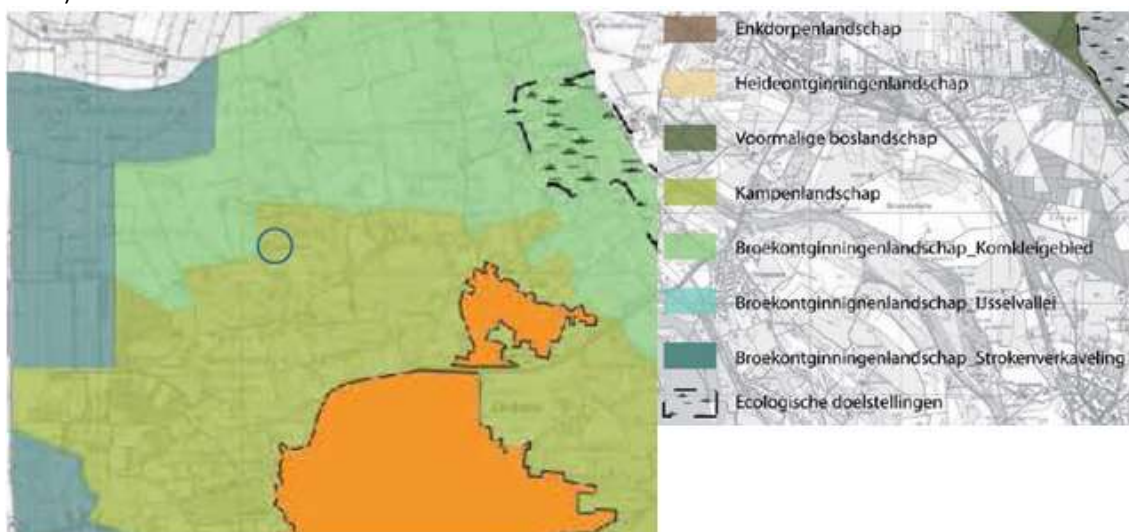 Enkdorpenlandschap
Heideontginningenlandschap
Voormalige boslandschap
Kampenlandschap
Broekontginningenlandschap_Komkleigebied
Broekontginnignenlandschap_IJsselvallei
Broekontginningenlandschap_Strokenverkaveling
Ecologische doelstellingen